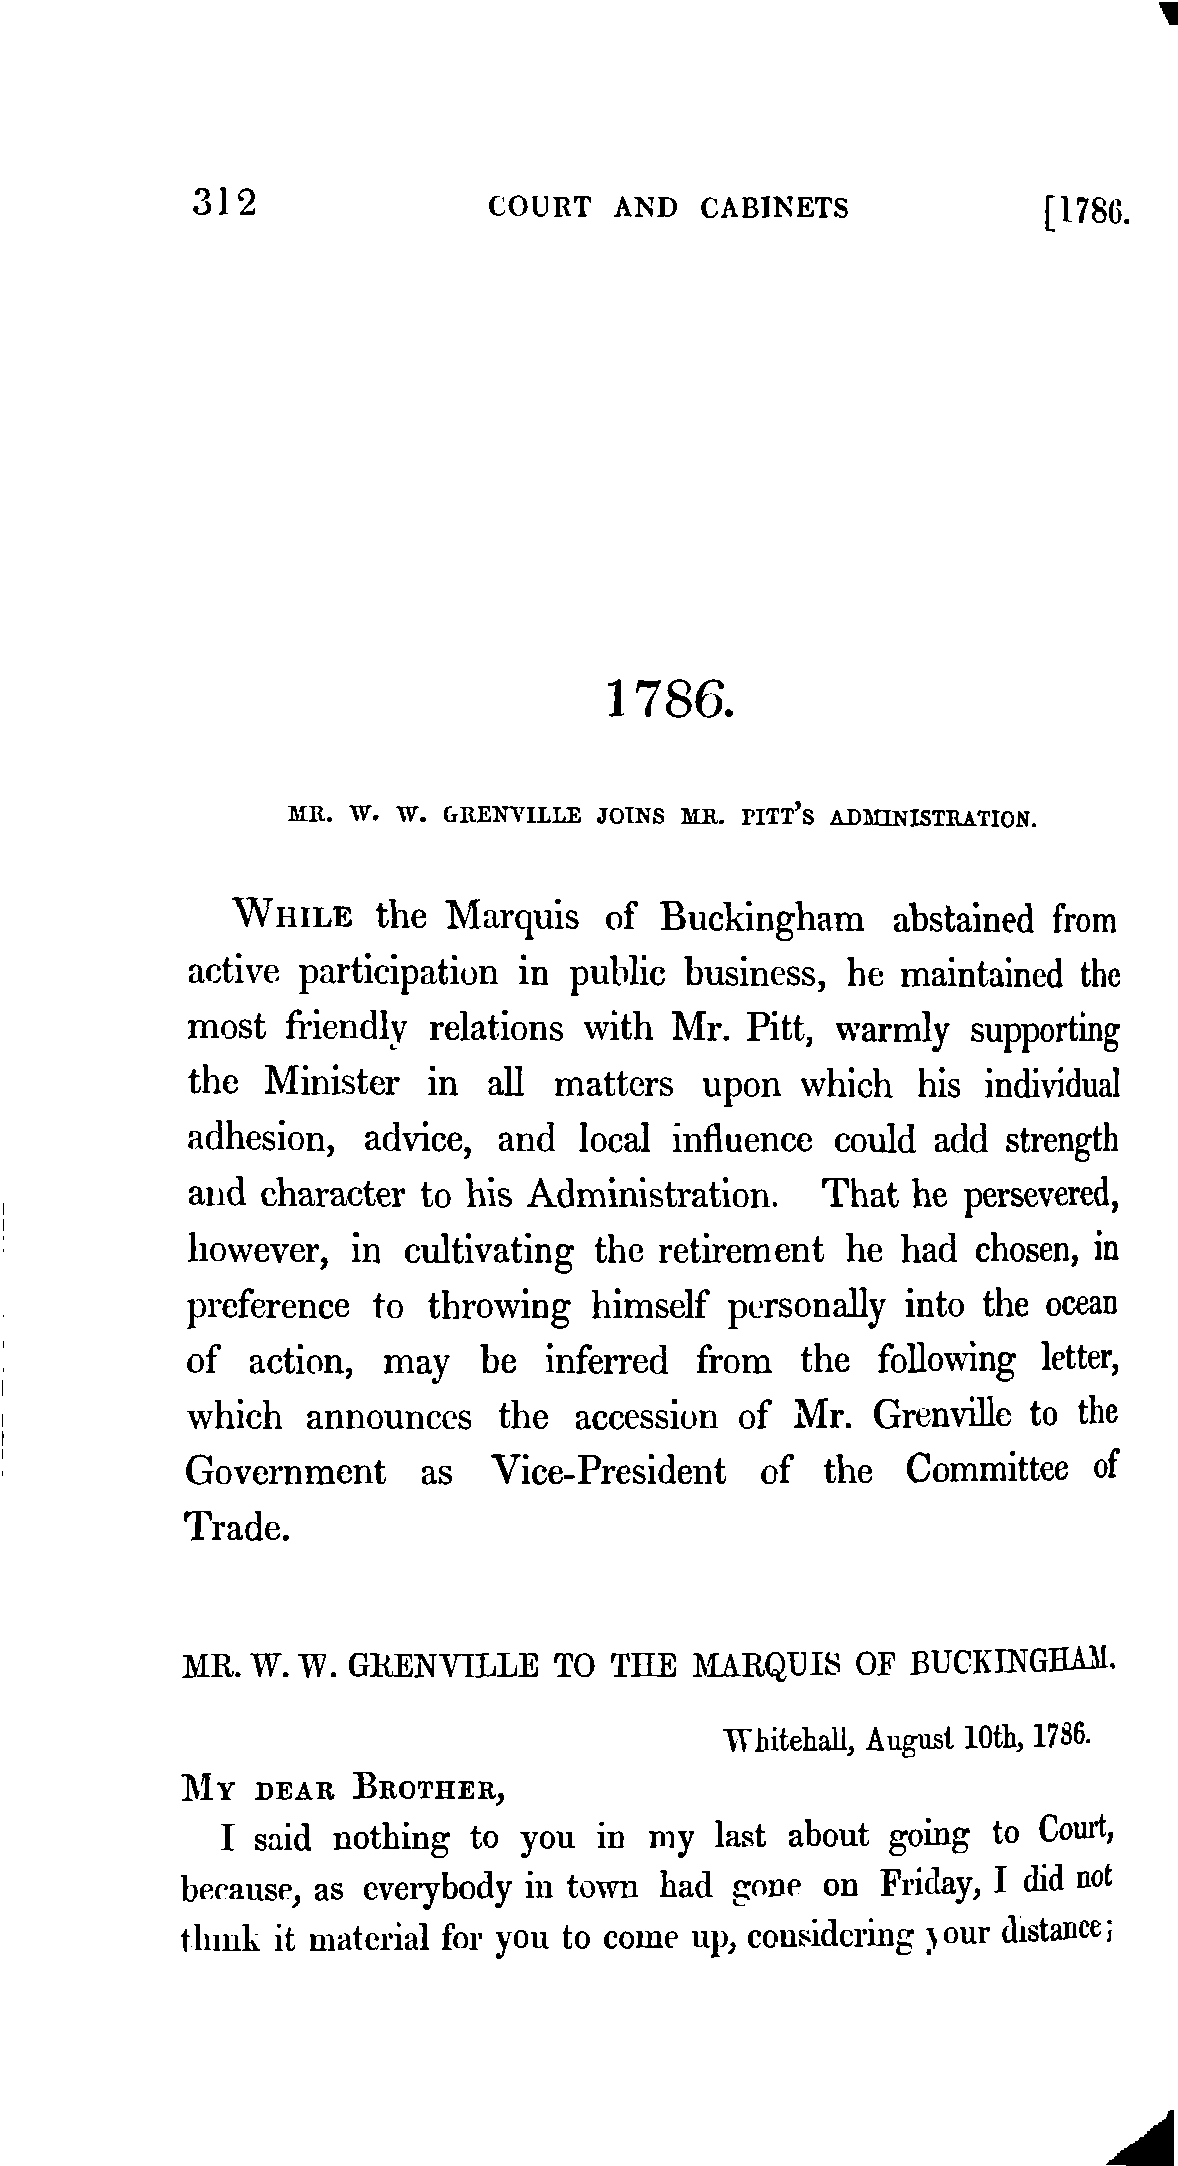 312 COURT AND CABINETS [1786.
1786.
MR. W. W. GRENVILLE JOINS MR. PITT'S ADMINISTRATION.
WHILE the Marquis of Buckingham abstained from
active participation in public business, he maintained the
most friendly relations with Mr. Pitt, warmly supporting
the Minister in all matters upon which his individual
adhesion, advice, and local influence could add strength
and character to his Administration. That he persevered,
however, in cultivating the retirement he had chosen, in
preference to throwing himself personally into the ocean
of action, may be inferred from the following letter,
which announces the accession of Mr. Grenville to the
Government as Vice-President of the Committee of
Trade.
MR. W. W. GRENVILLE TO THE MARQUIS OF BUCKINGHAM.
Whitehall, August 10th, 1786.
MY DEAR BROTHER,
I said nothing to you in my last about going to Court,
because, as everybody in town had gone on Friday, I did not
think it material for you to come up, considering your distance;